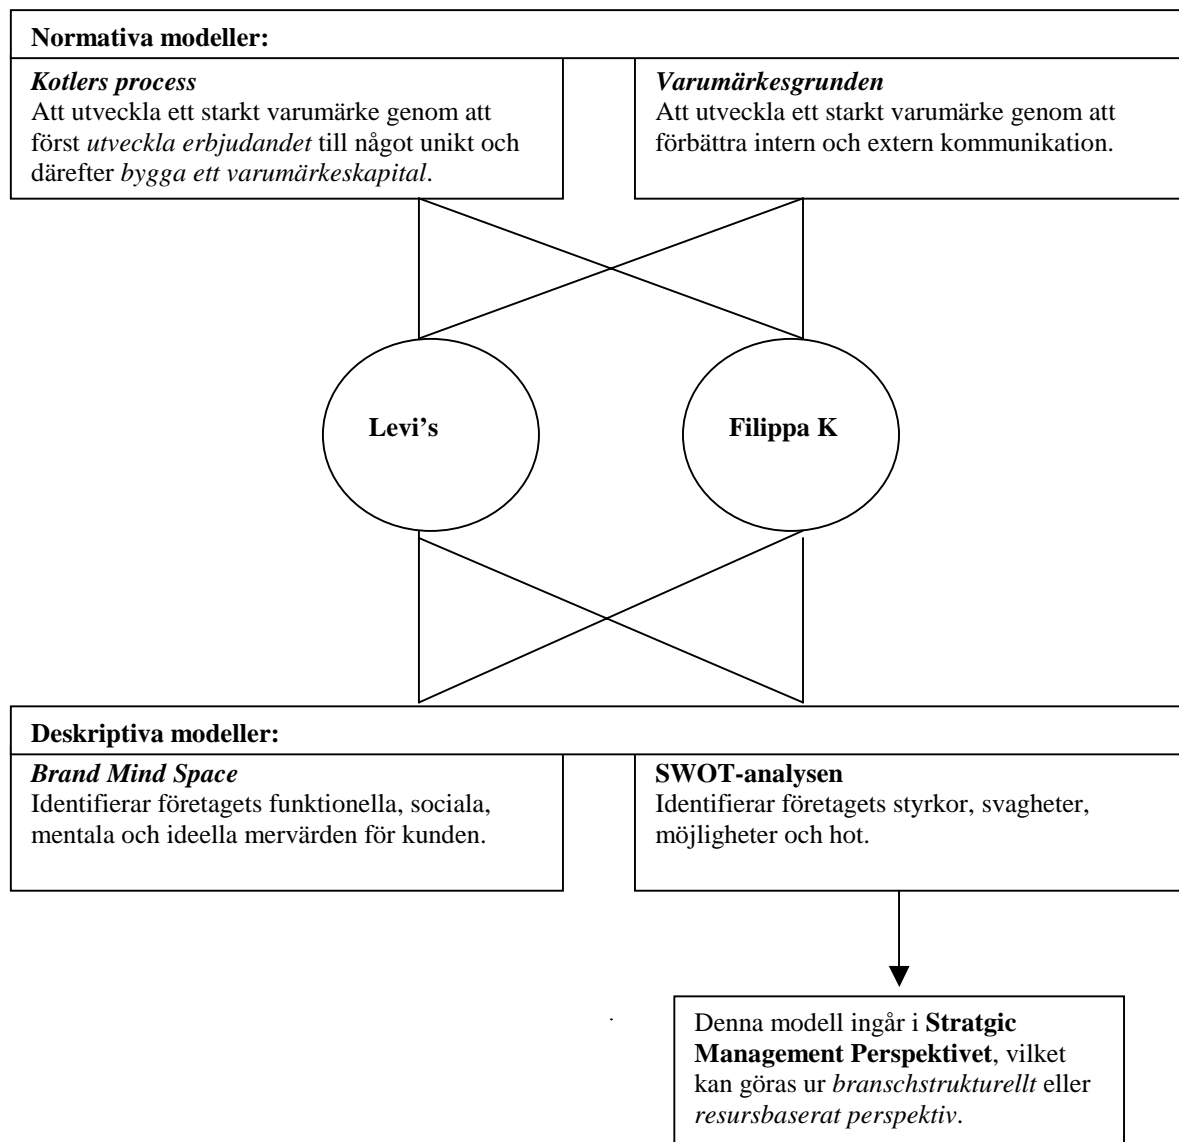 Normativa modeller:
Kotlers process
Att utveckla ett starkt varumärke genom att
först utveckla erbjudandet till något unikt och
därefter bygga ett varumärkeskapital.
Varumärkesgrunden
Att utveckla ett starkt varumärke genom att
förbättra intern och extern kommunikation.
Levi’s
Filippa K
Deskriptiva modeller:
Brand Mind Space
Identifierar företagets funktionella, sociala,
mentala och ideella mervärden för kunden.
SWOT-analysen
Identifierar företagets styrkor, svagheter,
möjligheter och hot.
Denna modell ingår i Stratgic
Management Perspektivet, vilket
kan göras ur branschstrukturellt eller
resursbaserat perspektiv.